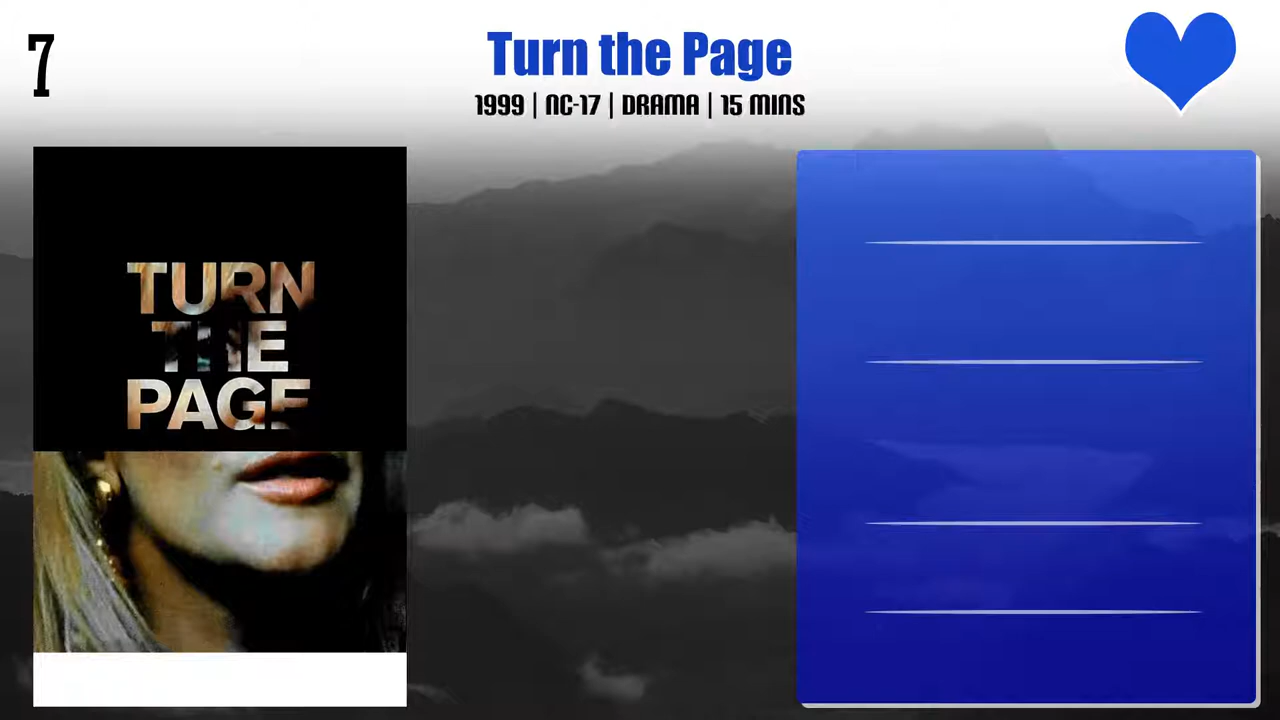 7
Turn the Page
1999 | NC-17 | DRAMA | 15 MINS
TURN
THE
PAGE